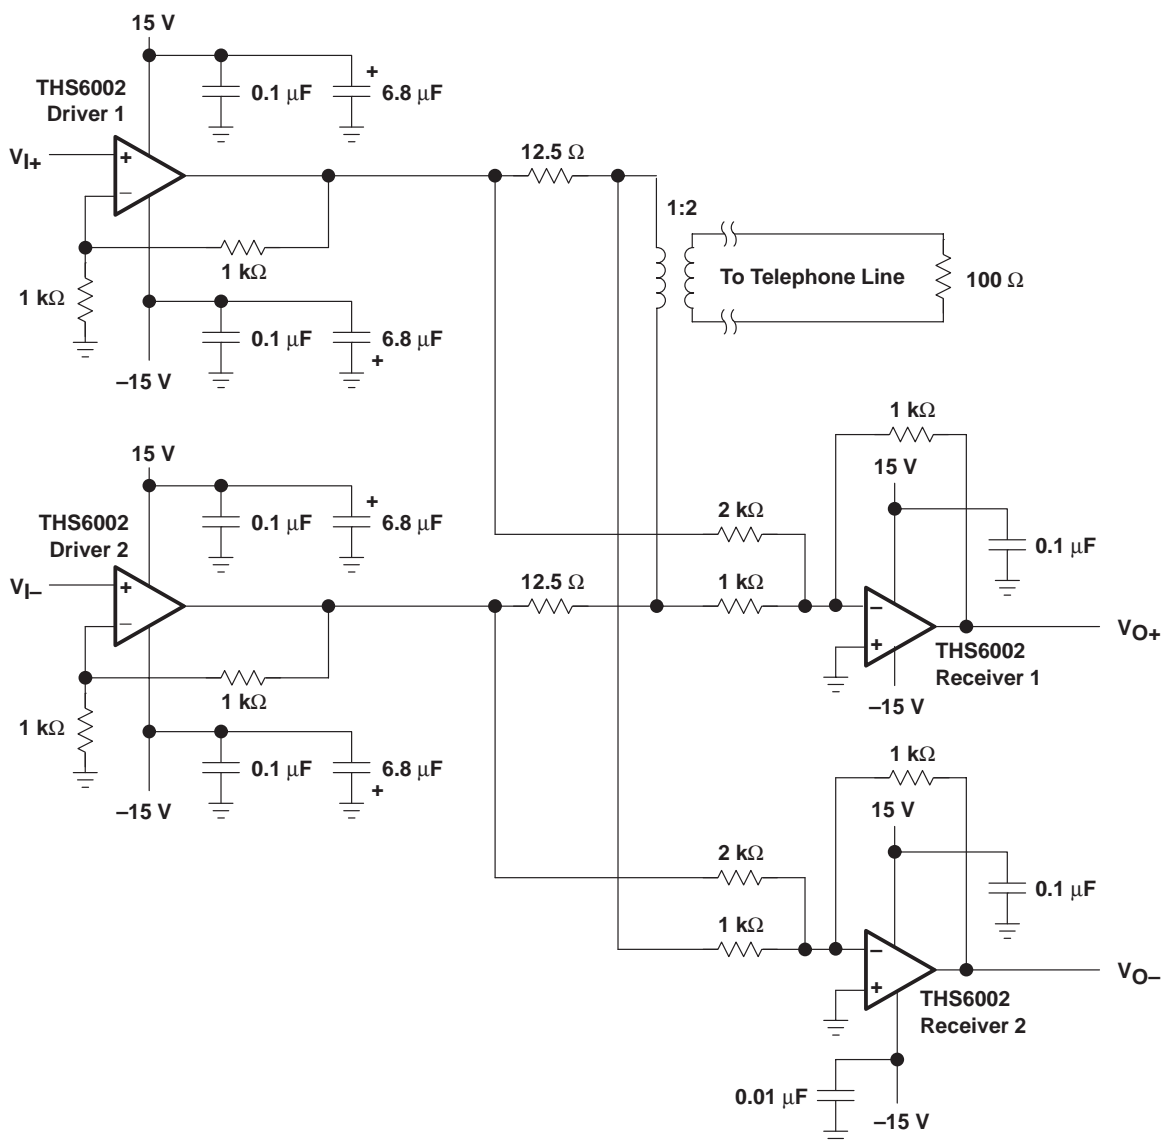 15 V
THS6002
Driver 1
0.1 μF
+
6.8 μF
VI+
+
–
12.5 Ω
1:2
1 kΩ
1 kΩ
To Telephone Line
100 Ω
0.1 μF
6.8 μF
+
–15 V
15 V
THS6002
Driver 2
0.1 μF
+
6.8 μF
VI–
+
–
12.5 Ω
1 kΩ
1 kΩ
0.1 μF
6.8 μF
+
–15 V
1 kΩ
15 V
2 kΩ
0.1 μF
1 kΩ
–
+
VO+
THS6002
Receiver 1
–15 V
1 kΩ
15 V
2 kΩ
0.1 μF
1 kΩ
–
+
VO–
THS6002
Receiver 2
0.01 μF
–15 V